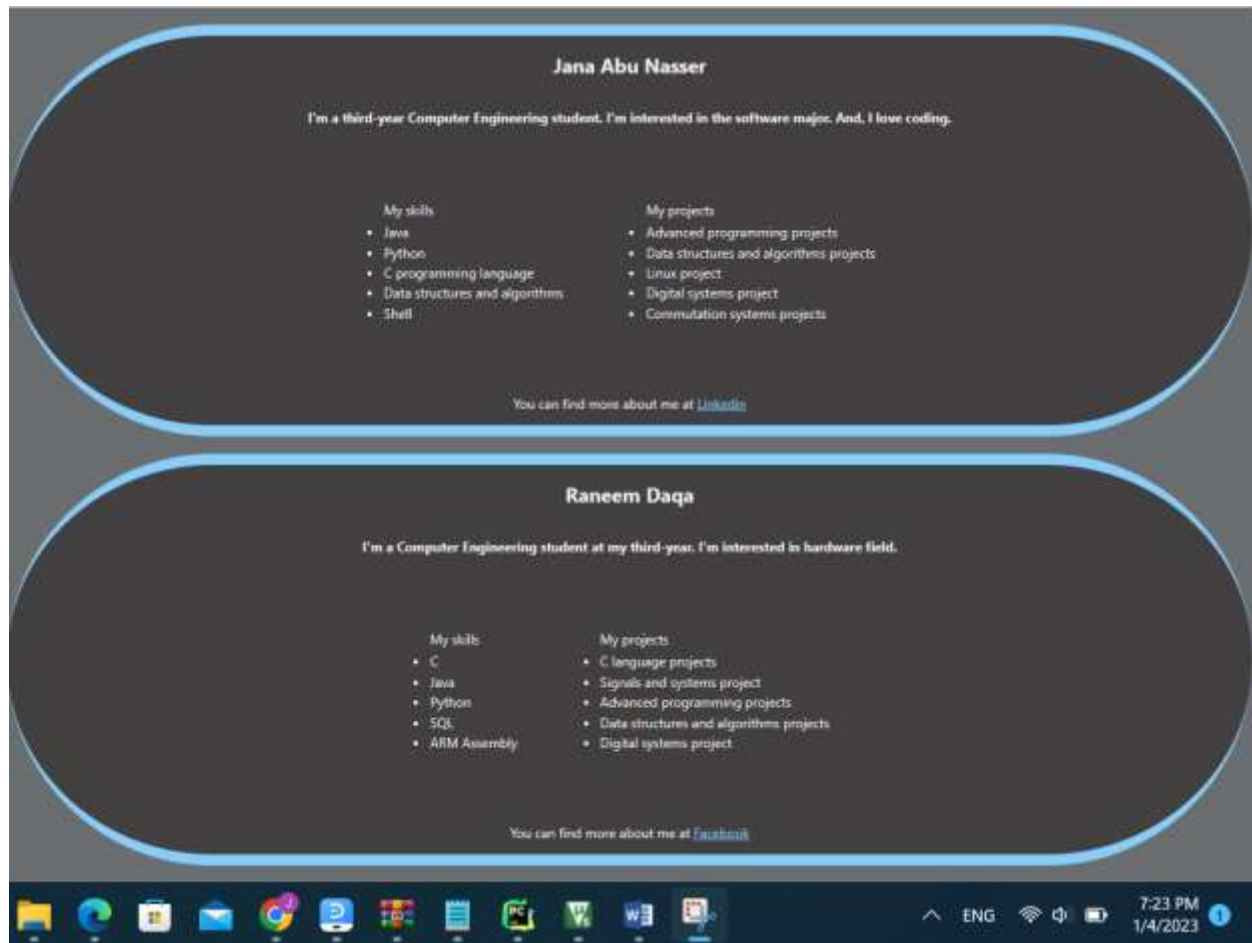 Jana Abu Nasser
I'm a third-year Computer Engineering student. I'm interested in the software major. And, I love coding.
My skills
• Java
• Python
• C programming language
• Data structures and algorithms
• Shell
My projects
• Advanced programming projects
• Data structures and algorithms projects
• Linux project
• Digital systems project
• Commutation systems projects
You can find more about me at Linkedin
Raneem Daqa
I'm a Computer Engineering student at my third-year. I'm interested in hardware field.
My skills
• C
• Java
• Python
• SQL
• ARM Assembly
My projects
• C language projects
• Signals and systems project
• Advanced programming projects
• Data structures and algorithms projects
• Digital systems project
You can find more about me at Facebook
ENG
7:23 PM
1/4/2023
1